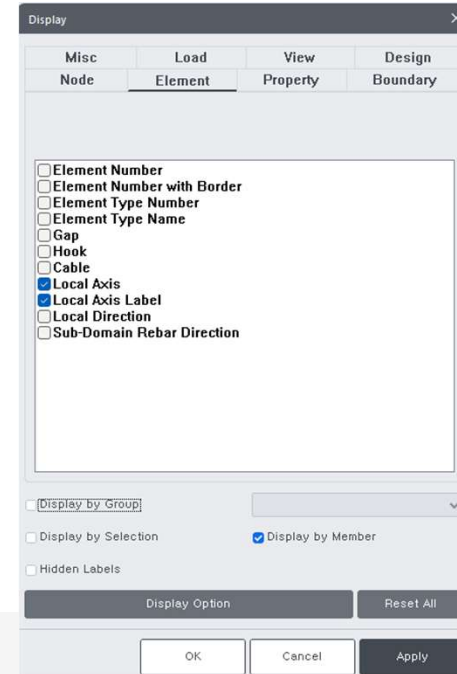 Display
Misc Load View Design
Node Element Property Boundary
Element Number
Element Number with Border
Element Type Number
Element Type Name
Gap
Hook
Cable
Local Axis
Local Axis Label
Local Direction
Sub-Domain Rebar Direction
Display by Group
Display by Selection Display by Member
Hidden Labels
Display Option Reset All
OK Cancel Apply